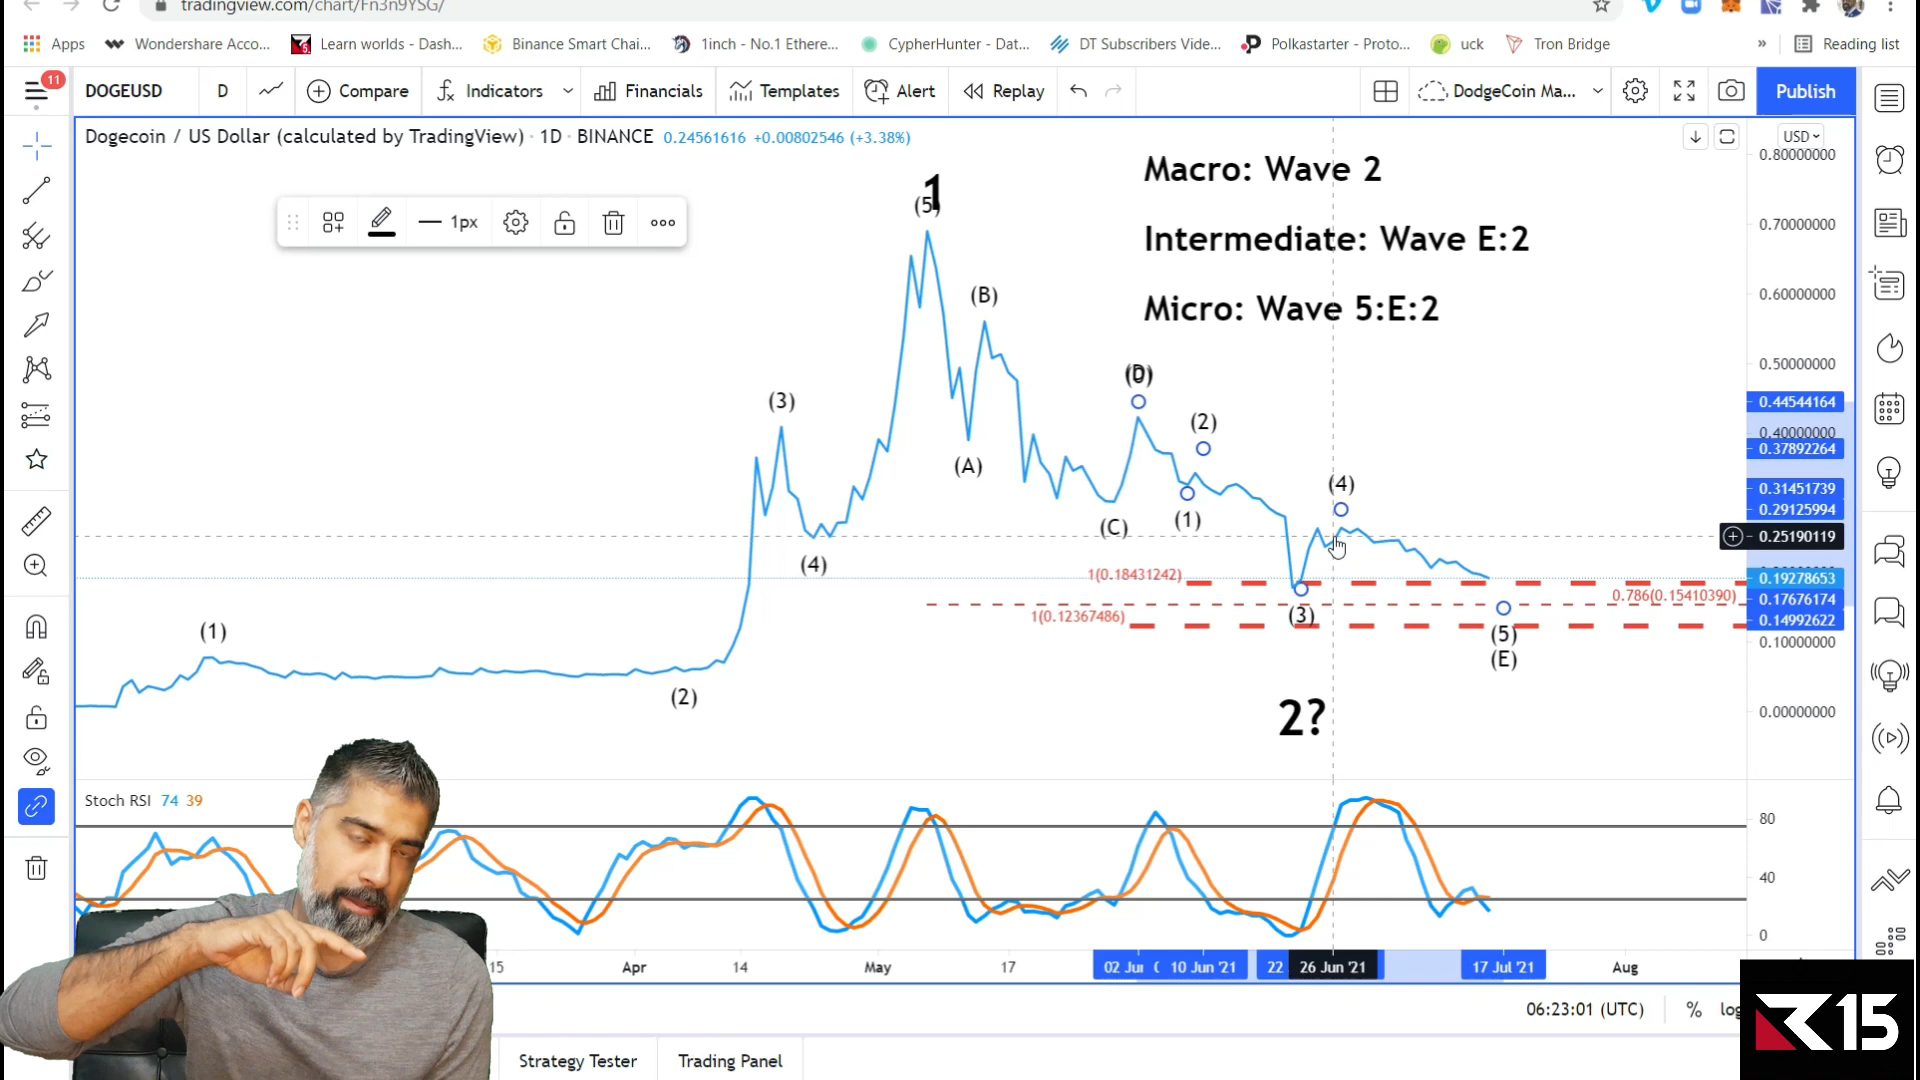 tradingview.com/chart/Fn3n9YSG/
Apps
Wondershare Acco...
Learn worlds - Dash...
Binance Smart Chai...
1inch - No.1 Ethere...
CypherHunter - Dat...
DT Subscribers Vide...
Polkastarter - Proto...
uck
Tron Bridge
»
Reading list
11
DOGEUSD
D
Compare
Indicators
Financials
Templates
Alert
Replay
DodgeCoin Ma...
Publish
Dogecoin / US Dollar (calculated by TradingView) · 1D · BINANCE 0.24561616 +0.00802546 (+3.38%)
USD
Macro: Wave 2
Intermediate: Wave E:2
Micro: Wave 5:E:2
1px
1
(5)
(B)
(3)
(2)
(A)
(4)
(C)
(1)
(4)
1(0.18431242)
0.786(0.15410390)
1(0.12367486)
(3)
(1)
(5)
(E)
(2)
2?
0.80000000
0.70000000
0.60000000
0.50000000
0.44544164
0.40000000
0.37892264
0.31451739
0.29125994
0.25190119
0.19278653
0.17676174
0.14992622
0.10000000
0.00000000
Stoch RSI 74 39
80
40
0
15
Apr
14
May
17
10 Jun '21
22
26 Jun '21
17 Jul '21
Aug
06:23:01 (UTC)
%
Strategy Tester
Trading Panel
R15